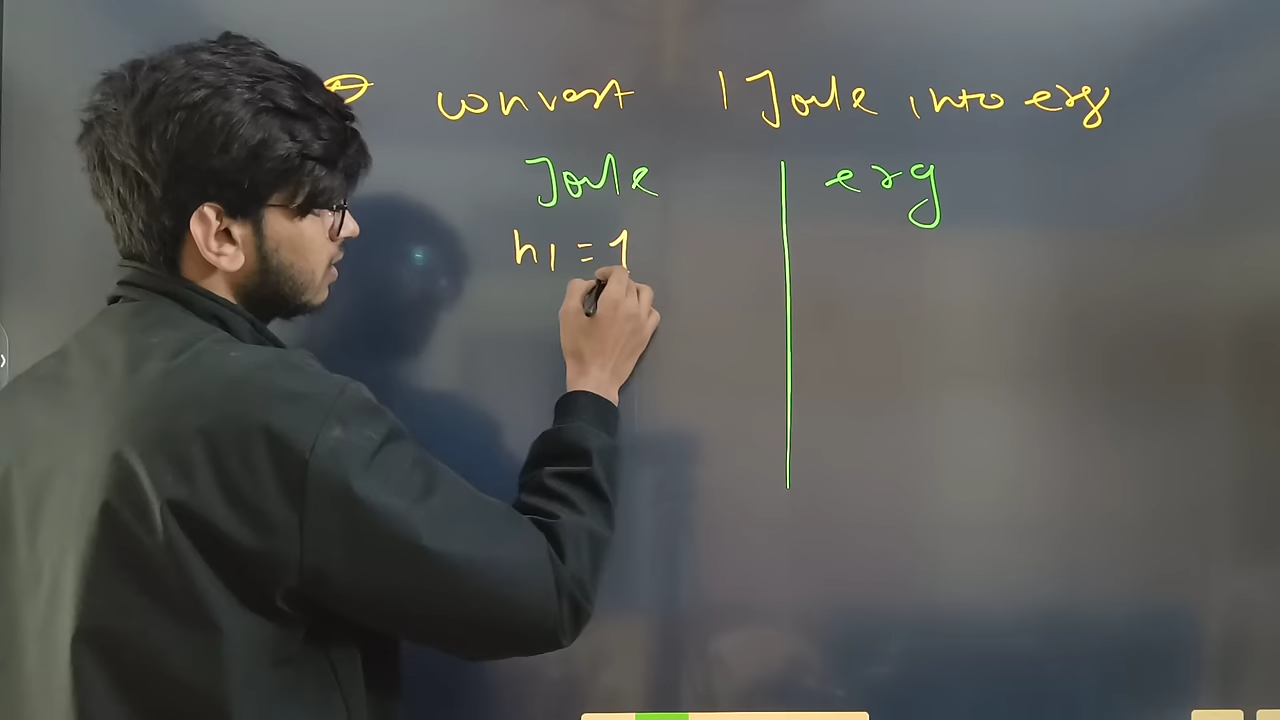 convert 1 Joule into erg
Joule erg
n1 = 1